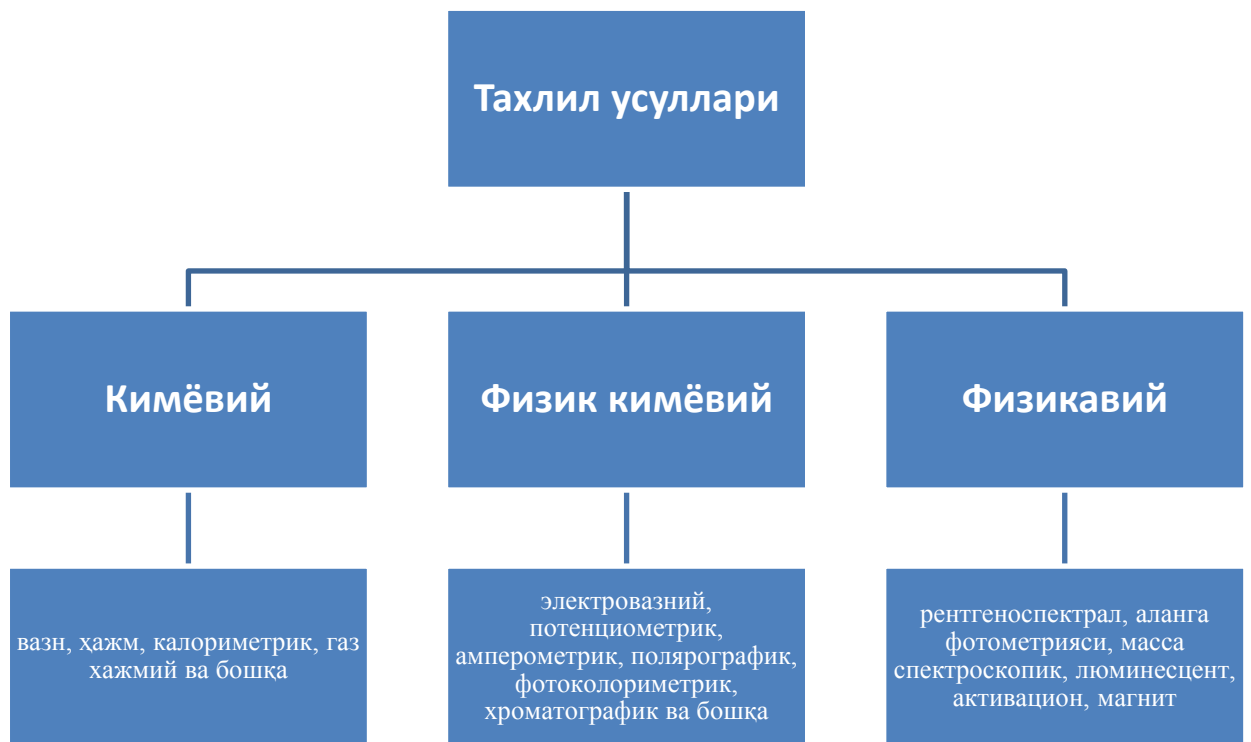 Тахлил усуллари
Кимёвий
Физик кимёвий
Физикавий
вазн, ҳажм, калориметрик, газ
хажмий ва бошқа
электровазний,
потенциометрик,
амперометрик, полярографик,
фотоколориметрик,
хроматографик ва бошқа
рентгеноспектрал, аланга
фотометрияси, масса
спектроскопик, люминесцент,
активацион, магнит